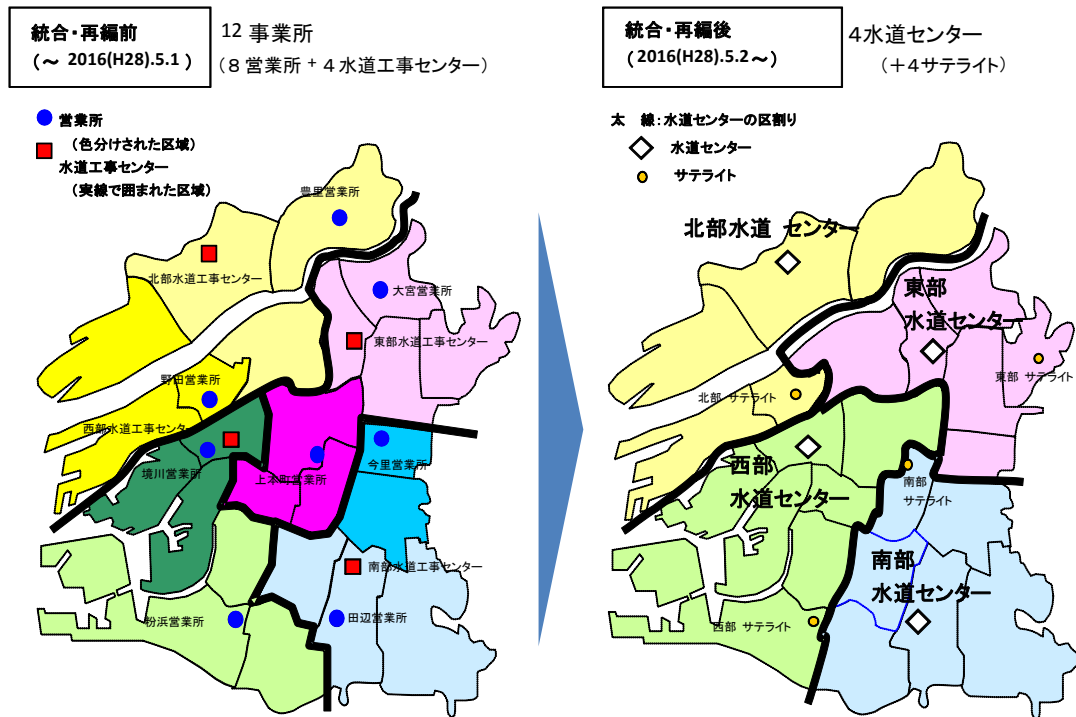 統合・再編前
(～ 2016(H28).5.1)
12 事業所
(8 営業所 + 4 水道工事センター)
営業所
(色分けされた区域)
水道工事センター
(実線で囲まれた区域)
豊里営業所
北部水道工事センター
大宮営業所
東部水道工事センター
野田営業所
西部水道工事センター
境川営業所
上本町営業所
今里営業所
南部水道工事センター
粉浜営業所
田辺営業所
統合・再編後
(2016(H28).5.2～)
4水道センター
(＋4サテライト)
太 線:水道センターの区割り
水道センター
サテライト
北部水道 センター
東部
水道センター
東部 サテライト
北部 サテライト
西部
水道センター
南部
サテライト
南部
水道センター
西部 サテライト